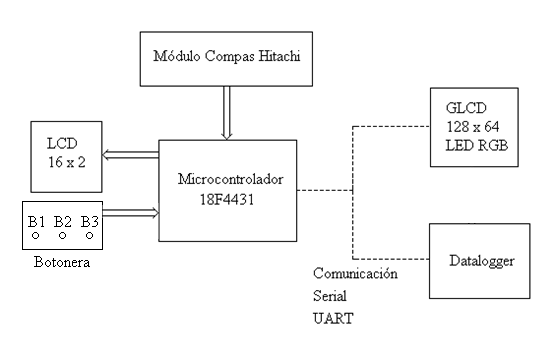 Módulo Compas Hitachi
GLCD
128 x 64
LED RGB
LCD
16 x 2
Microcontrolador
18F4431
B1 B2 B3
Botonera
Datalogger
Comunicación
Serial
UART